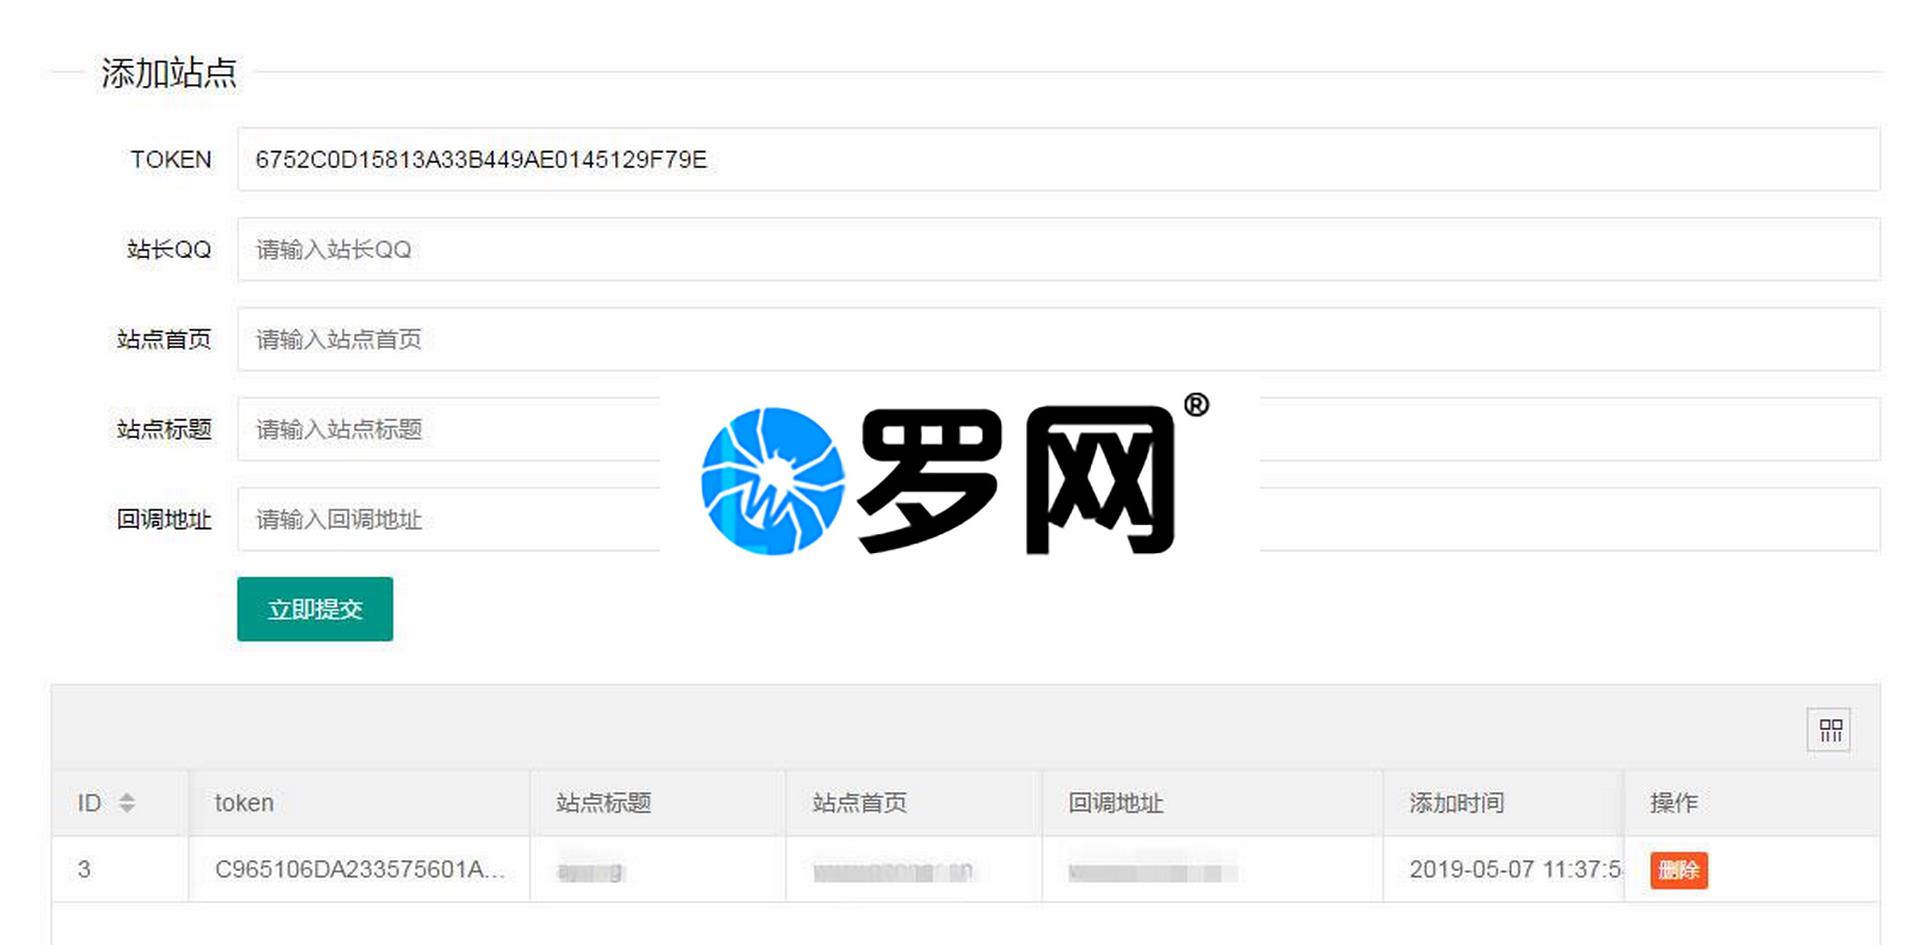 添加站点
TOKEN 6752C0D15813A33B449AE0145129F79E
站长QQ 请输入站长QQ
站点首页 请输入站点首页
站点标题 请输入站点标题
回调地址 请输入回调地址
罗网®
立即提交
ID token 站点标题 站点首页 回调地址 添加时间 操作
3 C965106DA233575601A... 2019-05-07 11:37:5 删除